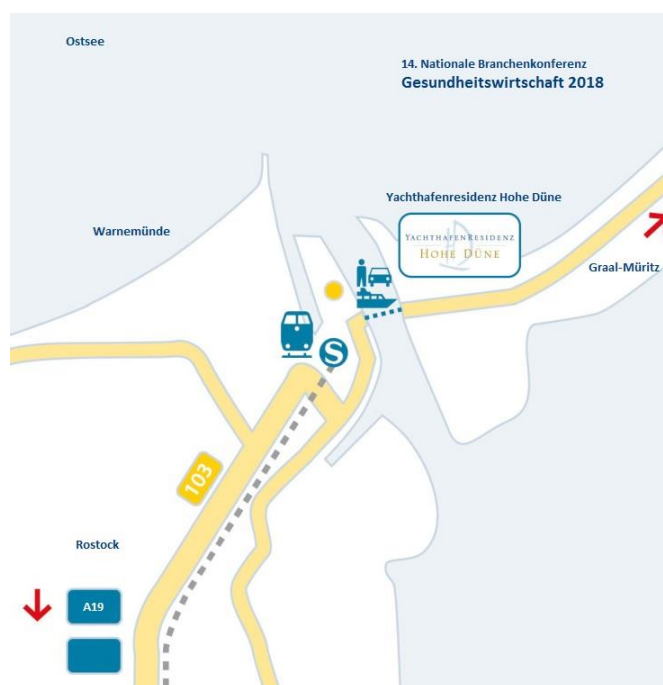 Ostsee
14. Nationale Branchenkonferenz
Gesundheitswirtschaft 2018
Yachthafenresidenz Hohe Düne
Warnemünde
YACHTHAFENRESIDENZ
HOHE DÜNE
Graal-Müritz
S
103
Rostock
A19